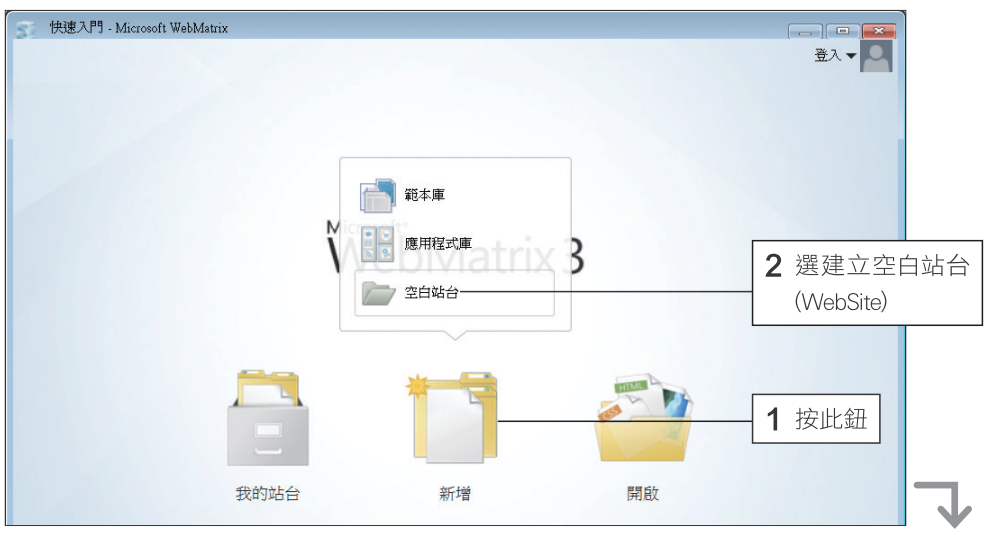 快速入門 - Microsoft WebMatrix
登入
範本庫
Microsoft®
WebMatrix 3
應用程式庫
空白站台
2 選建立空白站台
(WebSite)
HTML
CSS
1 按此鈕
我的站台
新增
開啟